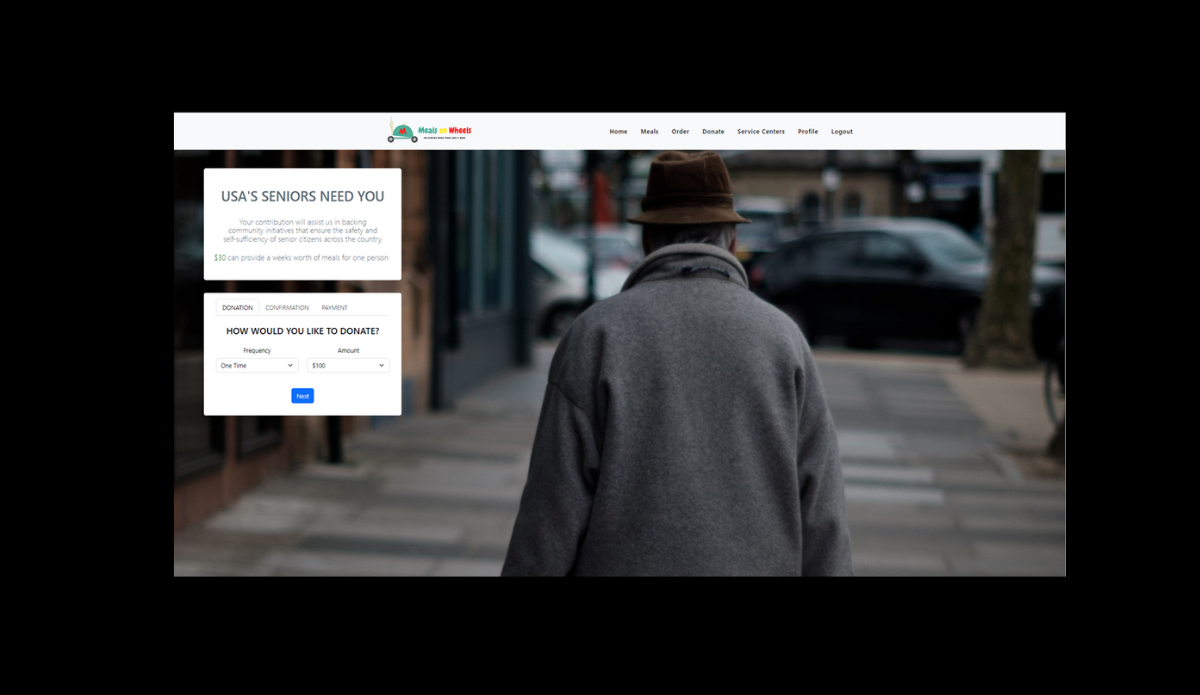 Meals on Wheels
Home Meals Order Donate Service Centers Profile Logout
USA'S SENIORS NEED YOU
Your contribution will assist us in backing
community initiatives that ensure the safety and
self-sufficiency of senior citizens across the country.
$30 can provide a weeks worth of meals for one person
DONATION CONFIRMATION PAYMENT
HOW WOULD YOU LIKE TO DONATE?
Frequency Amount
One Time $100
Next